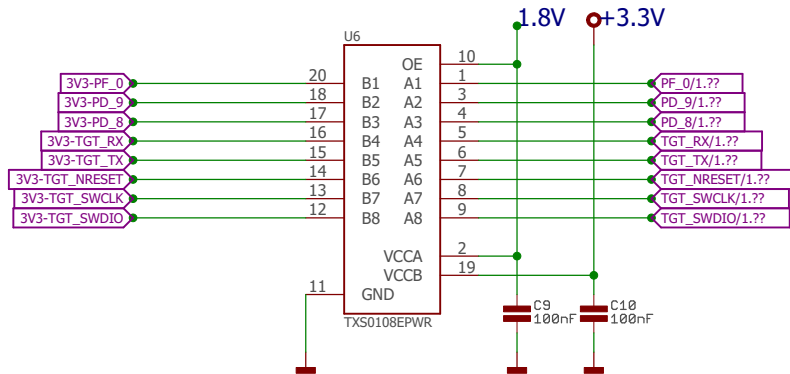 1.8V +3.3V
U6
OE 10
3V3-PF_0 20 B1 A1 1 PF_0/1.??
3V3-PD_9 18 B2 A2 3 PD_9/1.??
3V3-PD_8 17 B3 A3 4 PD_8/1.??
3V3-TGT_RX 16 B4 A4 5 TGT_RX/1.??
3V3-TGT_TX 15 B5 A5 6 TGT_TX/1.??
3V3-TGT_NRESET 14 B6 A6 7 TGT_NRESET/1.??
3V3-TGT_SWCLK 13 B7 A7 8 TGT_SWCLK/1.??
3V3-TGT_SWDIO 12 B8 A8 9 TGT_SWDIO/1.??
VCCA 2
VCCB 19
11 GND
C9 C10
100nF 100nF
TXS0108EPWR